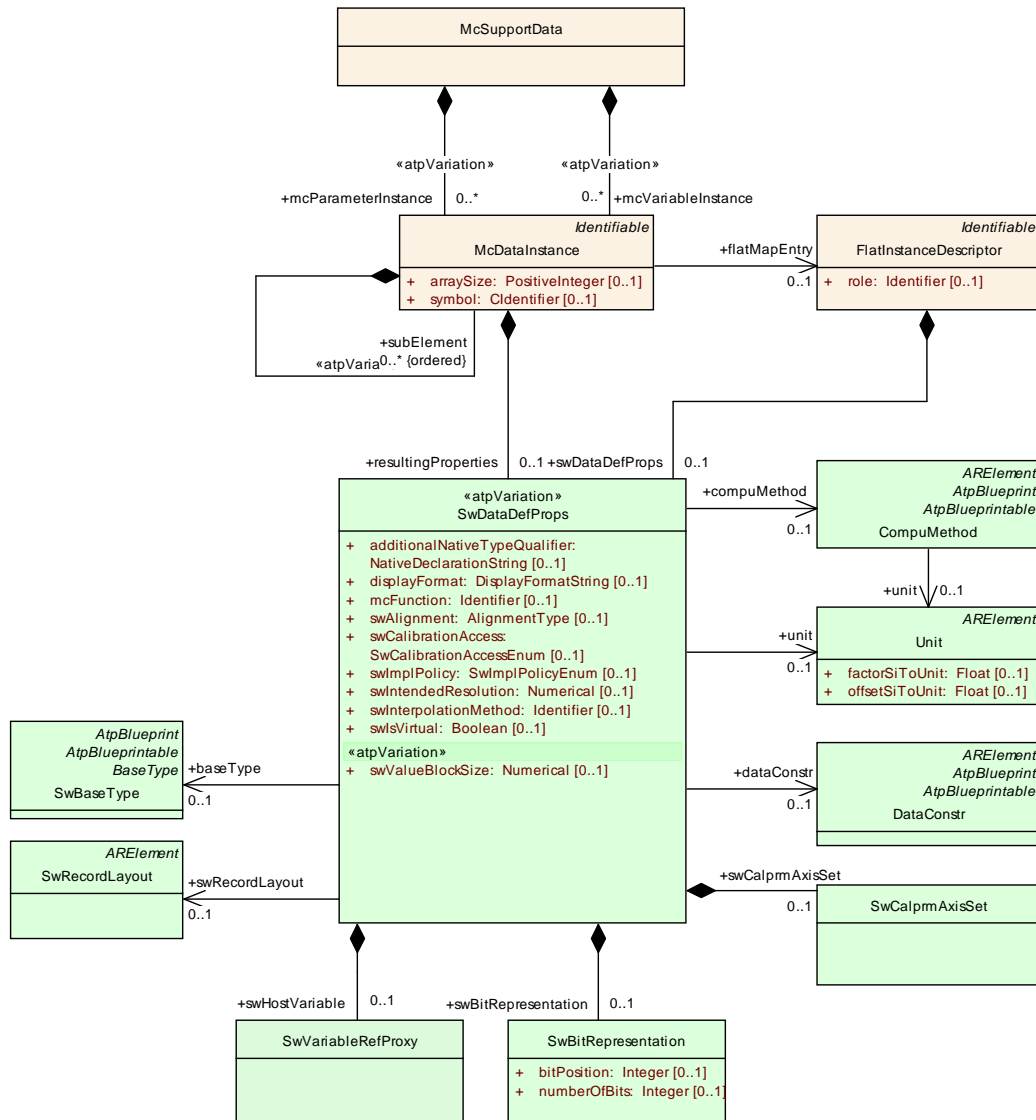 McSupportData
«atpVariation»
«atpVariation»
+mcParameterInstance
0..*
0..*
+mcVariableInstance
Identifiable
McDataInstance
+ arraySize: PositiveInteger [0..1]
+ symbol: CIdentifier [0..1]
+flatMapEntry
0..1
Identifiable
FlatInstanceDescriptor
+ role: Identifier [0..1]
+subElement
«atpVaria
0..* {ordered}
+resultingProperties
0..1
+swDataDefProps
0..1
«atpVariation»
SwDataDefProps
+ additionalNativeTypeQualifier:
NativeDeclarationString [0..1]
+ displayFormat: DisplayFormatString [0..1]
+ mcFunction: Identifier [0..1]
+ swAlignment: AlignmentType [0..1]
+ swCalibrationAccess:
SwCalibrationAccessEnum [0..1]
+ swImplPolicy: SwImplPolicyEnum [0..1]
+ swIntendedResolution: Numerical [0..1]
+ swInterpolationMethod: Identifier [0..1]
+ swIsVirtual: Boolean [0..1]
«atpVariation»
+ swValueBlockSize: Numerical [0..1]
+compuMethod
0..1
ARElement
AtpBlueprint
AtpBlueprintable
CompuMethod
+unit
0..1
+unit
0..1
ARElement
Unit
+ factorSiToUnit: Float [0..1]
+ offsetSiToUnit: Float [0..1]
AtpBlueprint
AtpBlueprintable
BaseType
SwBaseType
+baseType
0..1
+dataConstr
0..1
ARElement
AtpBlueprint
AtpBlueprintable
DataConstr
ARElement
SwRecordLayout
+swRecordLayout
0..1
+swCalprmAxisSet
0..1
SwCalprmAxisSet
+swHostVariable
0..1
+swBitRepresentation
0..1
SwVariableRefProxy
SwBitRepresentation
+ bitPosition: Integer [0..1]
+ numberOfBits: Integer [0..1]